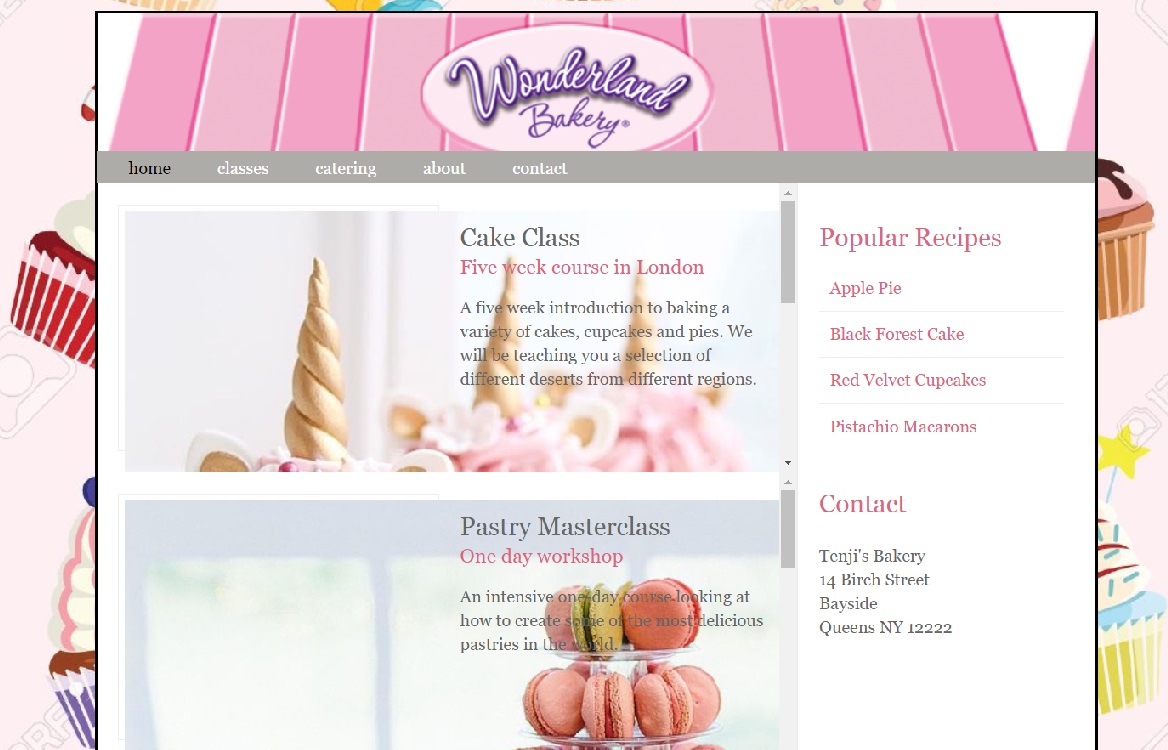 Wonderland
Bakery®
home classes catering about contact
Cake Class
Five week course in London
A five week introduction to baking a
variety of cakes, cupcakes and pies. We
will be teaching you a selection of
different deserts from different regions.
Pastry Masterclass
One day workshop
An intensive one-day course looking at
how to create some of the most delicious
pastries in the world.
Popular Recipes
Apple Pie
Black Forest Cake
Red Velvet Cupcakes
Pistachio Macarons
Contact
Tenji's Bakery
14 Birch Street
Bayside
Queens NY 12222